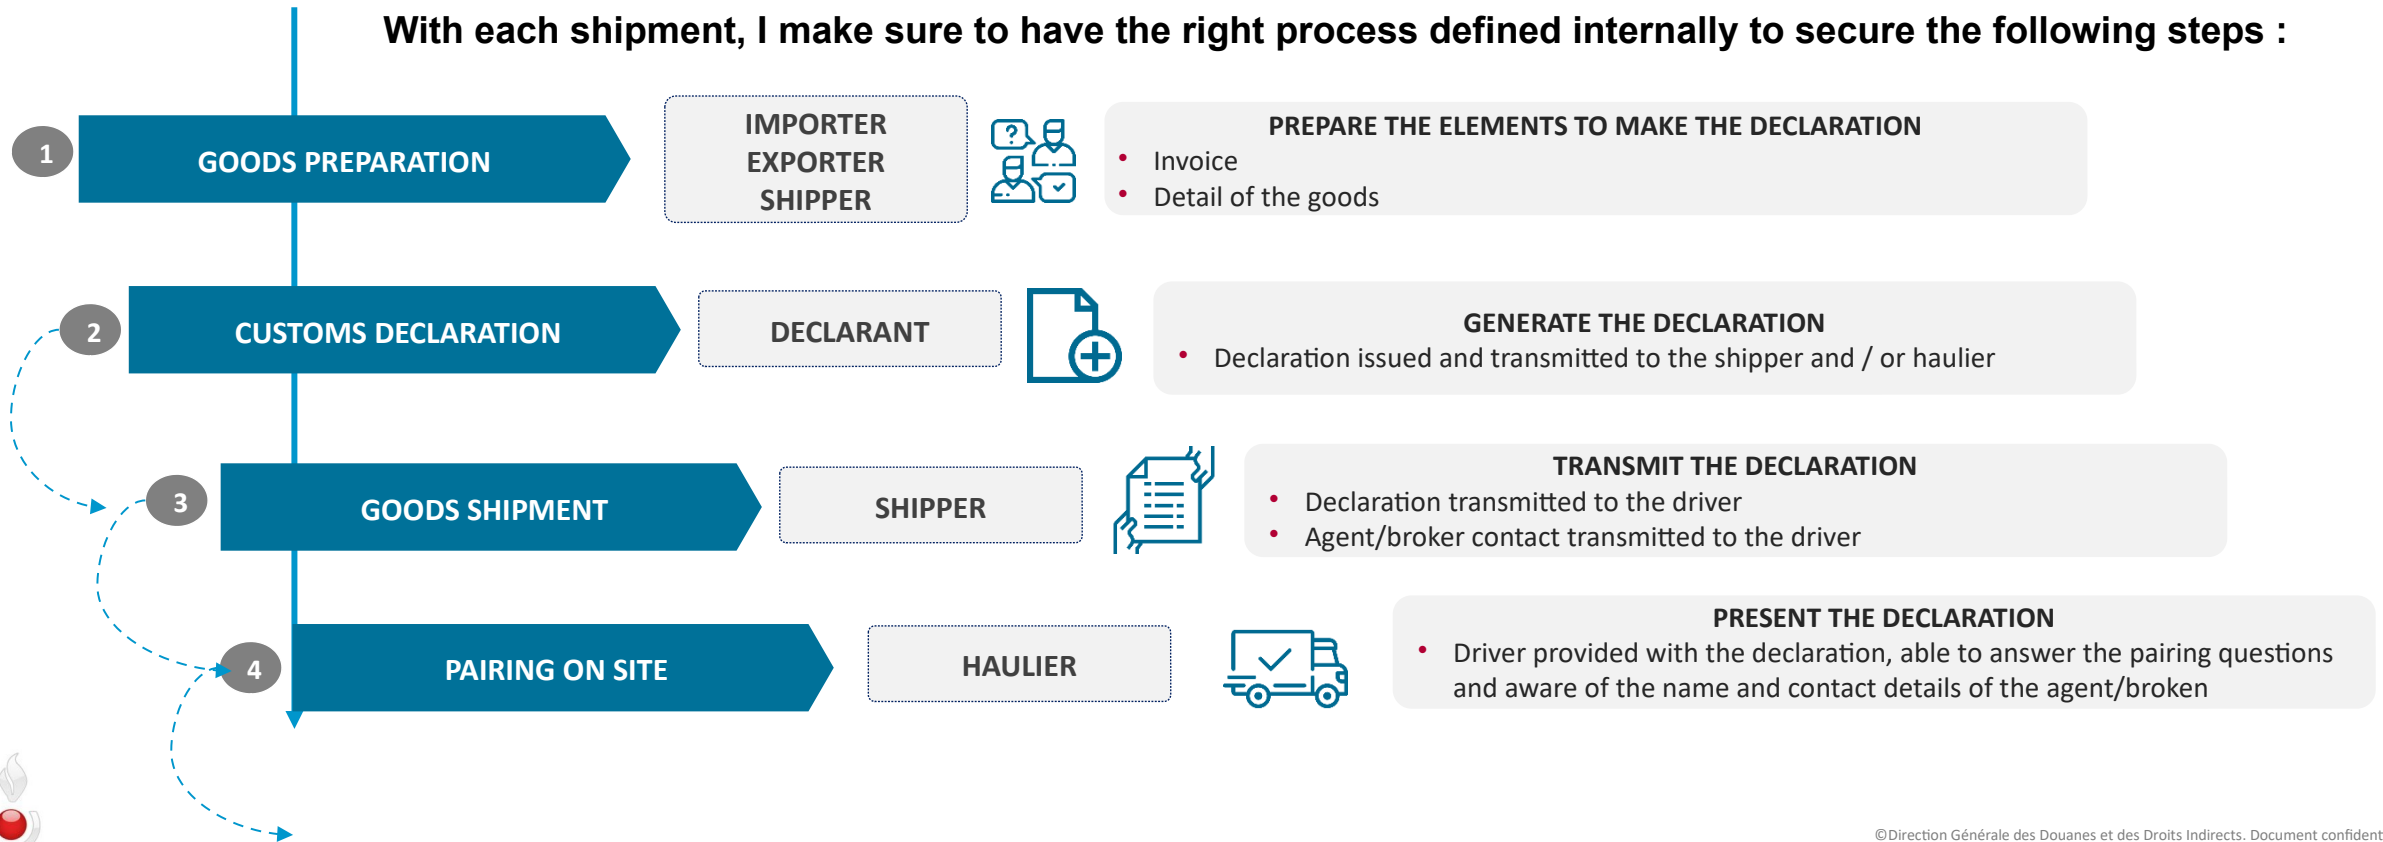 With each shipment, I make sure to have the right process defined internally to secure the following steps :
1
GOODS PREPARATION
IMPORTER
EXPORTER
SHIPPER
?
PREPARE THE ELEMENTS TO MAKE THE DECLARATION
• Invoice
• Detail of the goods
2
CUSTOMS DECLARATION
DECLARANT
GENERATE THE DECLARATION
• Declaration issued and transmitted to the shipper and / or haulier
3
GOODS SHIPMENT
SHIPPER
TRANSMIT THE DECLARATION
• Declaration transmitted to the driver
• Agent/broker contact transmitted to the driver
4
PAIRING ON SITE
HAULIER
PRESENT THE DECLARATION
• Driver provided with the declaration, able to answer the pairing questions
and aware of the name and contact details of the agent/broken
©Direction Générale des Douanes et des Droits Indirects. Document confident